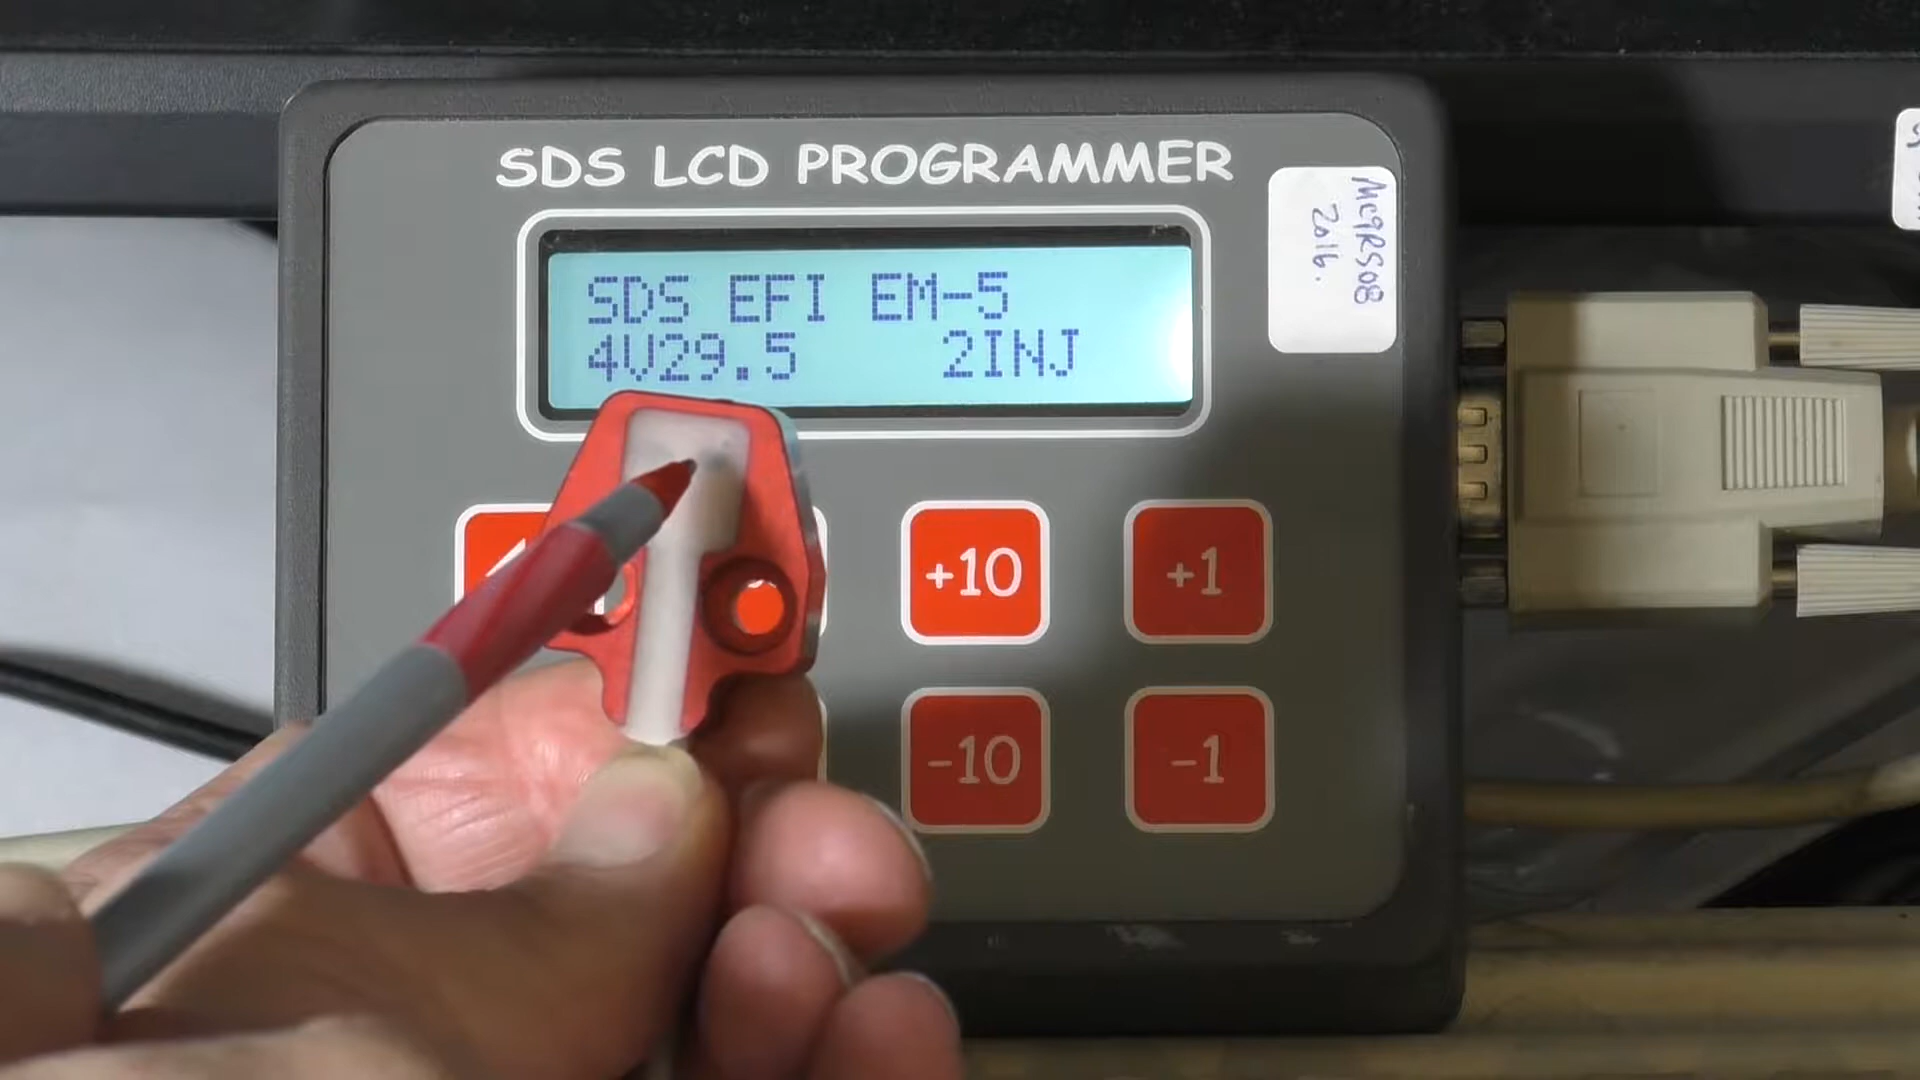 SDS LCD PROGRAMMER
SDS EFI EM-5
4V29.5 2INJ
Mc9RS08
2016.
+10
+1
-10
-1